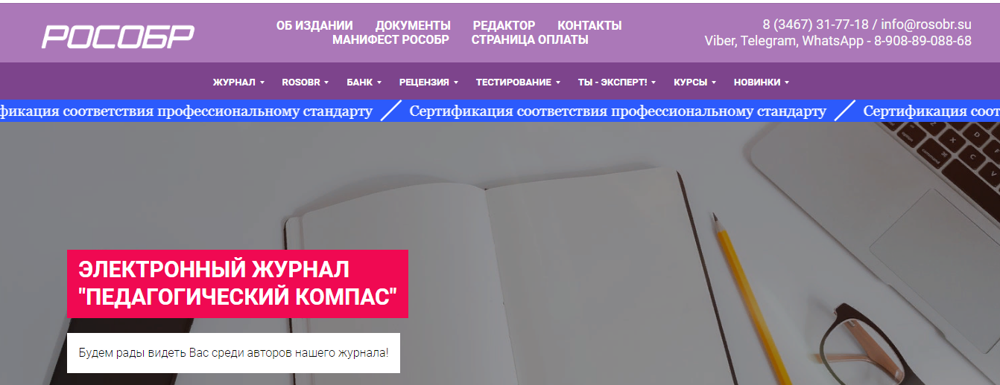 РОСОБР
ОБ ИЗДАНИИ ДОКУМЕНТЫ РЕДАКТОР КОНТАКТЫ
МАНИФЕСТ РОСОБР СТРАНИЦА ОПЛАТЫ
8 (3467) 31-77-18 / info@rosobr.su
Viber, Telegram, WhatsApp - 8-908-89-088-68
ЖУРНАЛ ROSOBR БАНК РЕЦЕНЗИЯ ТЕСТИРОВАНИЕ ТЫ - ЭКСПЕРТ! КУРСЫ НОВИНКИ
фикация соответствия профессиональному стандарту / Сертификация соответствия профессиональному стандарту / Сертификация соот
ЭЛЕКТРОННЫЙ ЖУРНАЛ
"ПЕДАГОГИЧЕСКИЙ КОМПАС"
Будем рады видеть Вас среди авторов нашего журнала!